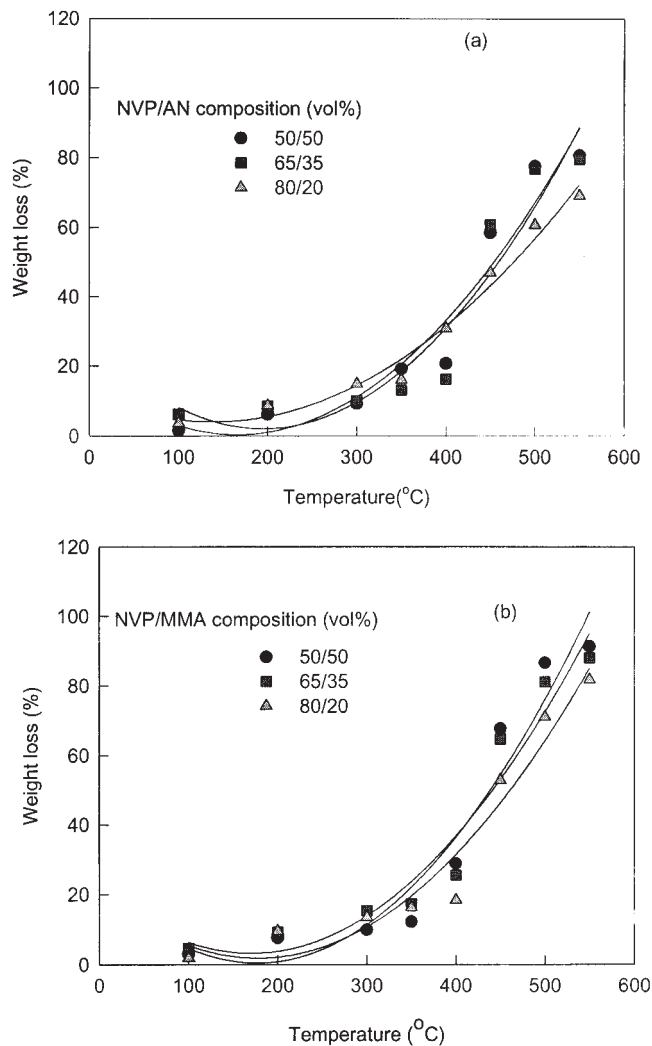 (a)
NVP/AN composition (vol%)
50/50
65/35
80/20
Weight loss (%)
120
100
80
60
40
20
0
0 100 200 300 400 500 600
Temperature(°C)
(b)
NVP/MMA composition (vol%)
50/50
65/35
80/20
Weight loss (%)
120
100
80
60
40
20
0
0 100 200 300 400 500 600
Temperature (°C)